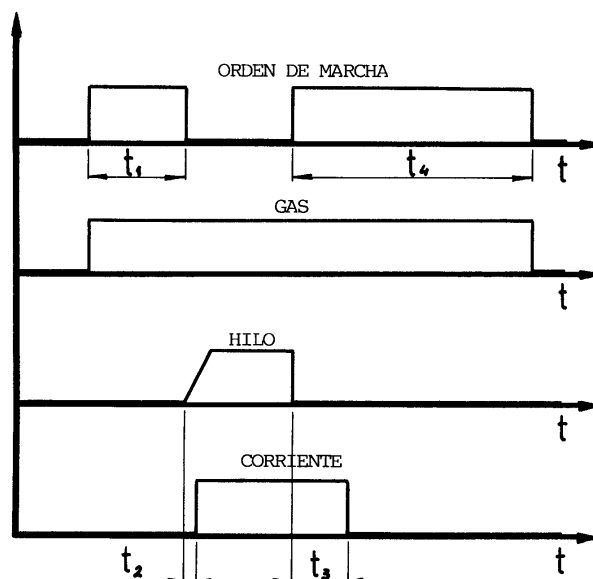 ORDEN DE MARCHA
t₁ t₄ t
GAS
t
HILO
t
CORRIENTE
t
t₂ t₃